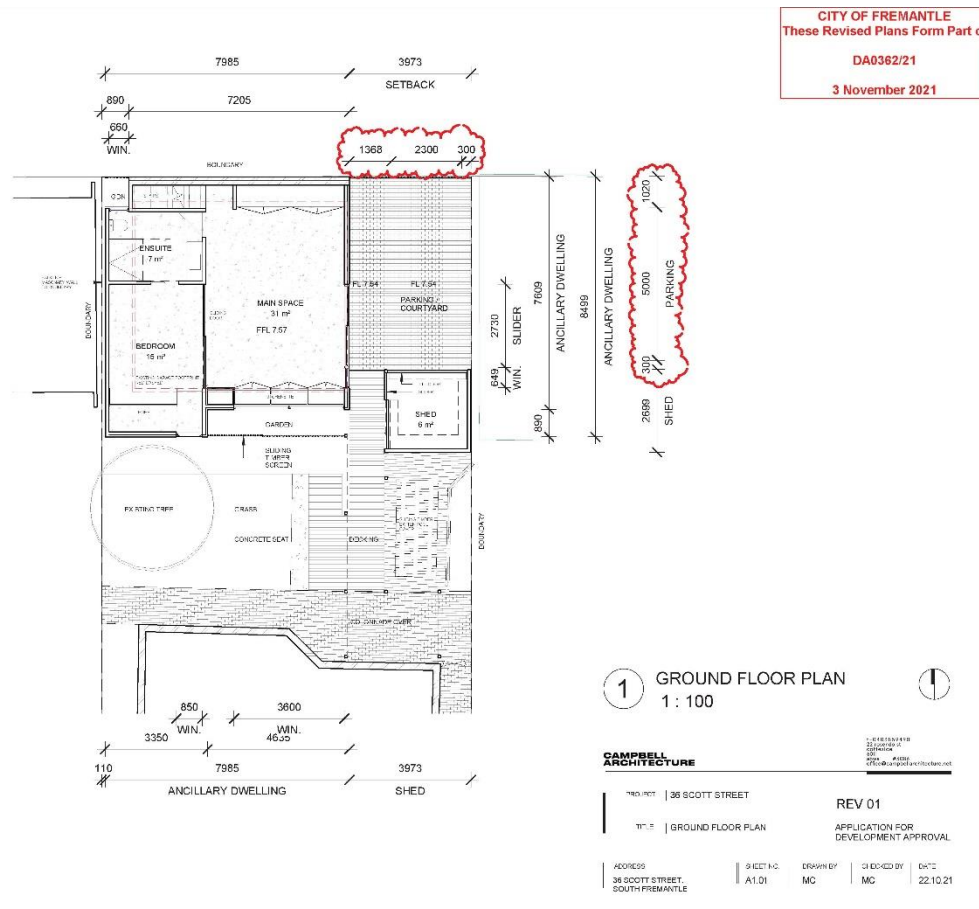 CITY OF FREMANTLE
These Revised Plans Form Part o
DA0362/21
3 November 2021
7985
3973
SETBACK
890
7205
660
WIN.
BOUNDARY
1368
2300
300
ENSUITE
7 m²
MAIN SPACE
31 m²
FFL 7.57
BEDROOM
16 m²
PARKING /
COURTYARD
SHED
6 m²
GARDEN
SLIDING
TIMBER
SCREEN
EXISTING TREE
GRASS
CONCRETE SEAT
DECKING
BOUNDARY
BOUNDARY
2730
SLIDER
649
WIN.
7609
890
ANCILLARY DWELLING
8499
ANCILLARY DWELLING
1020
5000
PARKING
300
2699
SHED
850
WIN.
3600
WIN.
3350
4635
110
7985
3973
ANCILLARY DWELLING
SHED
1
GROUND FLOOR PLAN
1 : 100
CAMPBELL
ARCHITECTURE
PROJECT
36 SCOTT STREET
REV 01
TITLE
GROUND FLOOR PLAN
APPLICATION FOR
DEVELOPMENT APPROVAL
ADDRESS
SHEET NO.
DRAWN BY
CHECKED BY
DATE
36 SCOTT STREET,
SOUTH FREMANTLE
A1.01
MC
MC
22.10.21